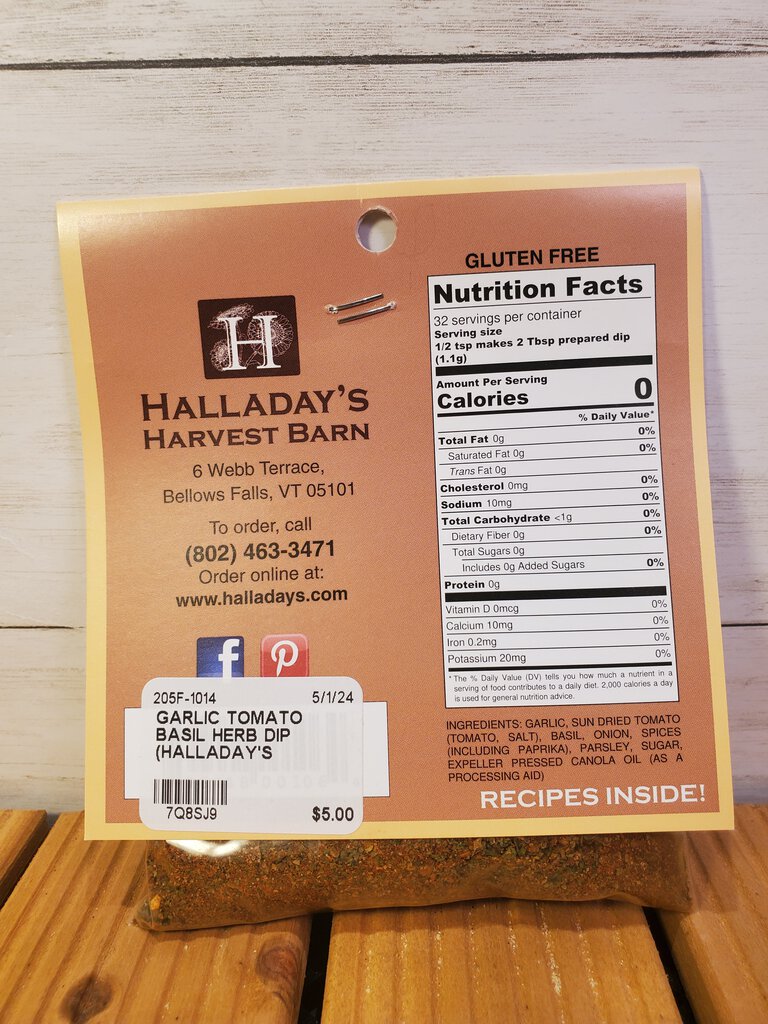 H
HALLADAY'S
HARVEST BARN
6 Webb Terrace,
Bellows Falls, VT 05101
To order, call
(802) 463-3471
Order online at:
www.halladays.com
f
P
205F-1014 5/1/24
GARLIC TOMATO
BASIL HERB DIP
(HALLADAY'S
7Q8SJ9 $5.00
GLUTEN FREE
Nutrition Facts
32 servings per container
Serving size
1/2 tsp makes 2 Tbsp prepared dip
(1.1g)
Amount Per Serving
Calories 0
% Daily Value*
Total Fat 0g 0%
Saturated Fat 0g 0%
Trans Fat 0g
Cholesterol 0mg 0%
Sodium 10mg 0%
Total Carbohydrate <1g 0%
Dietary Fiber 0g 0%
Total Sugars 0g
Includes 0g Added Sugars 0%
Protein 0g
Vitamin D 0mcg 0%
Calcium 10mg 0%
Iron 0.2mg 0%
Potassium 20mg 0%
* The % Daily Value (DV) tells you how much a nutrient in a
serving of food contributes to a daily diet. 2,000 calories a day
is used for general nutrition advice.
INGREDIENTS: GARLIC, SUN DRIED TOMATO
(TOMATO, SALT), BASIL, ONION, SPICES
(INCLUDING PAPRIKA), PARSLEY, SUGAR,
EXPELLER PRESSED CANOLA OIL (AS A
PROCESSING AID)
RECIPES INSIDE!